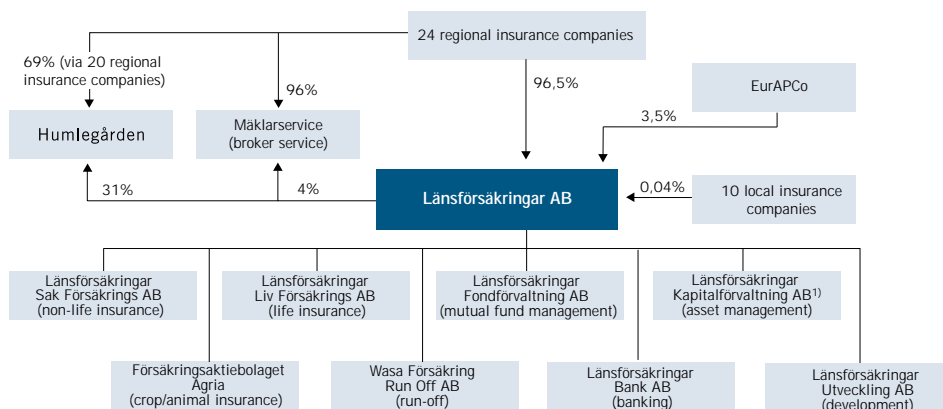 24 regional insurance companies
69% (via 20 regional
insurance companies)
96%
96,5%
EurAPCo
3,5%
Humlegården
Mäklarservice
(broker service)
31%
4%
Länsförsäkringar AB
0,04%
10 local insurance
companies
Länsförsäkringar
Sak Försäkrings AB
(non-life insurance)
Länsförsäkringar
Liv Försäkrings AB
(life insurance)
Länsförsäkringar
Fondförvaltning AB
(mutual fund management)
Länsförsäkringar
Kapitalförvaltning AB1)
(asset management)
Försäkringsaktiebolaget
Agria
(crop/animal insurance)
Wasa Försäkring
Run Off AB
(run-off)
Länsförsäkringar
Bank AB
(banking)
Länsförsäkringar
Utveckling AB
(development)